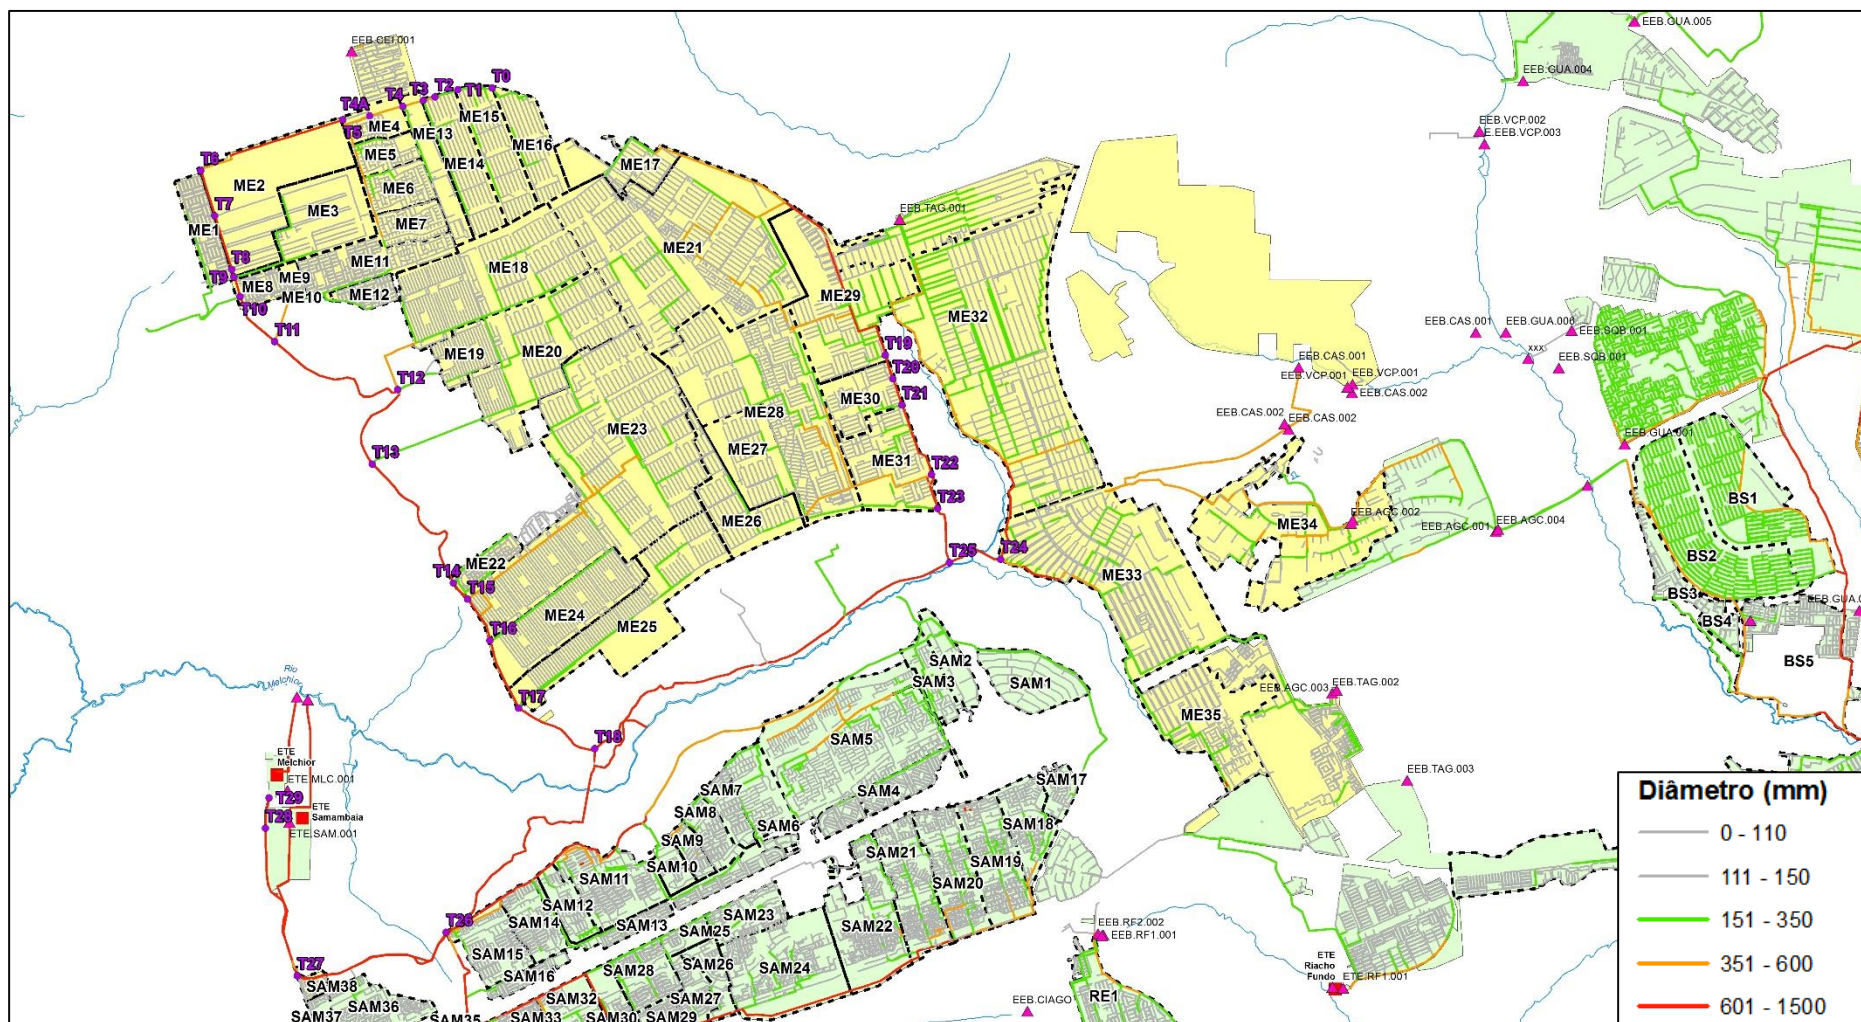 EEB.GUA.005
EEB.CEI.001
EEB.GUA.004
T0
T1
T2
T3
T4
T4A
T5
ME4
ME13
ME15
ME16
ME14
ME17
EEB.VCP.002
E.EEB.VCP.003
T6
ME2
ME5
ME6
ME3
ME7
T7
ME1
EEB.TAG.001
ME21
ME18
ME11
T8
T9
ME8
ME9
ME10
ME12
T10
T11
ME29
ME32
T19
T20
T21
EEB.CAS.001
EEB.GUA.006
EEB.SQB.001
xxx
EEB.SQB.001
EEB.CAS.001
EEB.VCP.001
EEB.VCP.001
EEB.CAS.002
EEB.CAS.002
EEB.CAS.002
ME19
ME20
T12
ME30
ME28
ME23
ME27
ME31
T13
T22
T23
EEB.GUA.001
BS1
BS2
ME26
ME34
EEB.AGC.002
EEB.AGC.001
EEB.AGC.004
T25
T24
ME33
ME22
T14
T15
BS3
BS4
BS5
ME24
ME25
T16
T17
T18
SAM2
SAM3
SAM1
EEB.AGC.003
EEB.TAG.002
ME35
Rio
Melchior
SAM5
ETE
Melchior
ETE.MLC.001
T29
T28
ETE
Samambaia
ETE.SAM.001
SAM7
SAM4
SAM17
SAM8
SAM6
SAM18
SAM9
SAM10
SAM21
SAM19
SAM11
SAM20
EEB.TAG.003
SAM12
SAM14
SAM13
SAM23
SAM25
SAM22
T26
SAM15
SAM16
SAM28
SAM26
SAM24
EEB.RF2.002
EEB.RF1.001
T27
SAM38
SAM36
SAM37
SAM35
SAM32
SAM33
SAM30
SAM27
SAM29
EEB.CIAGO
RE1
ETE
Riacho
Fundo
ETE.RF1.001
Diâmetro (mm)
0 - 110
111 - 150
151 - 350
351 - 600
601 - 1500